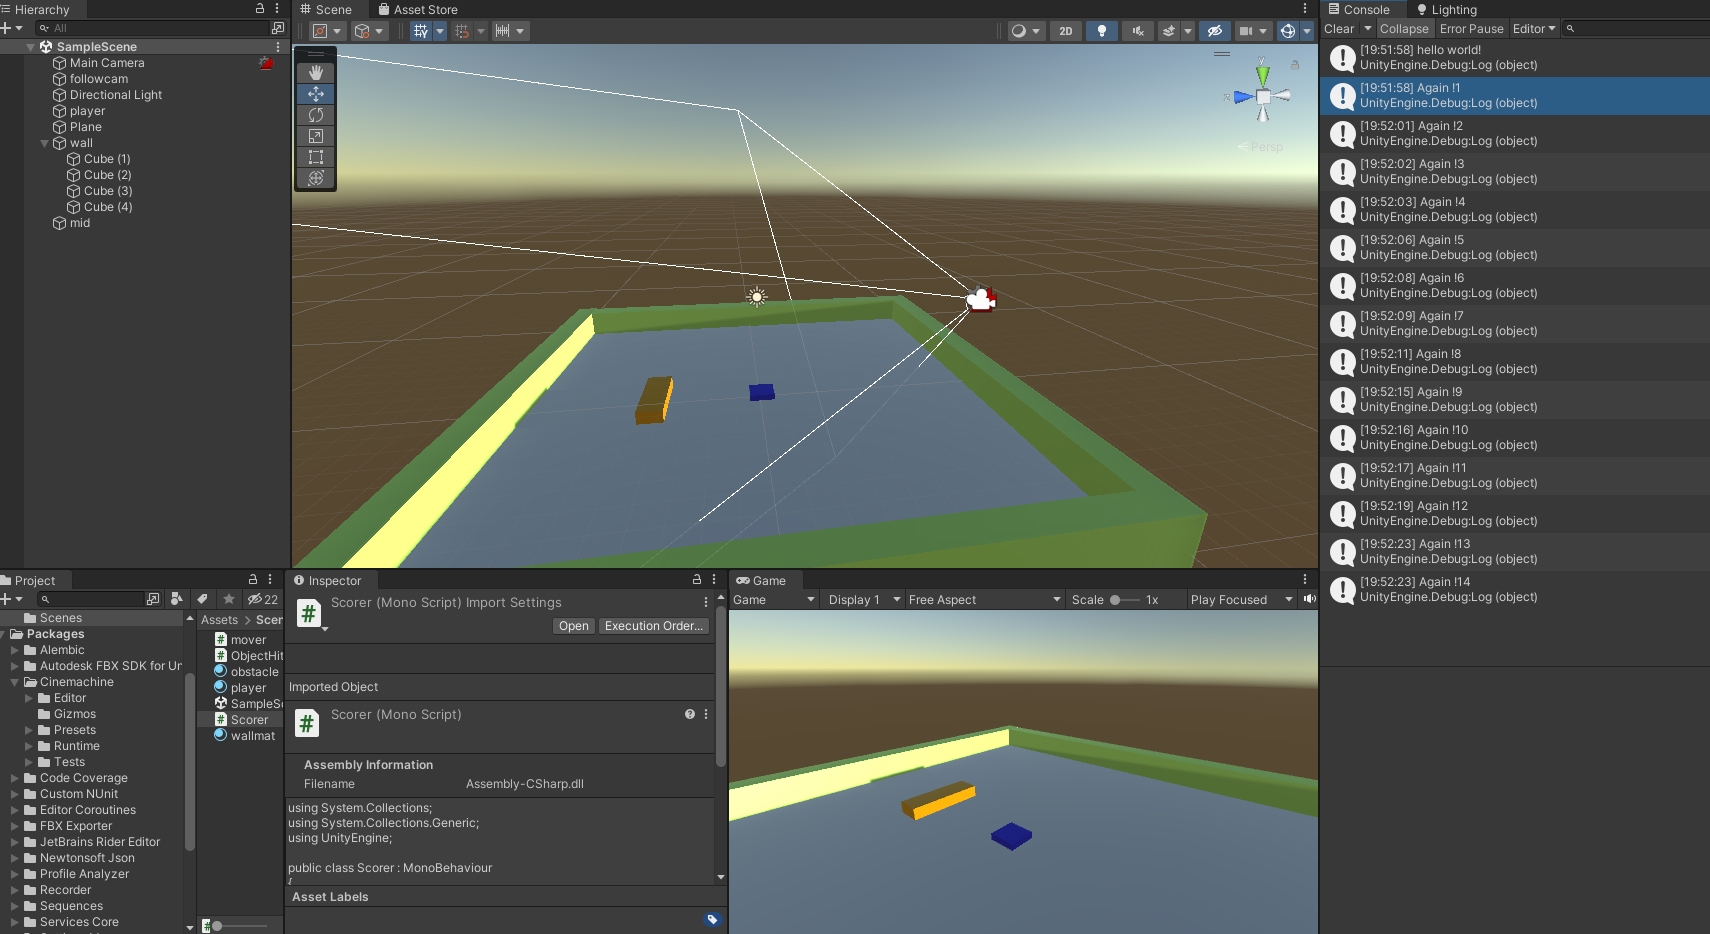 Hierarchy
All
SampleScene
Main Camera
followcam
Directional Light
player
Plane
wall
Cube (1)
Cube (2)
Cube (3)
Cube (4)
mid
Scene Asset Store
2D
y
z
Persp
Console Lighting
Clear Collapse Error Pause Editor
[19:51:58] hello world!
UnityEngine.Debug:Log (object)
[19:51:58] Again !1
UnityEngine.Debug:Log (object)
[19:52:01] Again !2
UnityEngine.Debug:Log (object)
[19:52:02] Again !3
UnityEngine.Debug:Log (object)
[19:52:03] Again !4
UnityEngine.Debug:Log (object)
[19:52:06] Again !5
UnityEngine.Debug:Log (object)
[19:52:08] Again !6
UnityEngine.Debug:Log (object)
[19:52:09] Again !7
UnityEngine.Debug:Log (object)
[19:52:11] Again !8
UnityEngine.Debug:Log (object)
[19:52:15] Again !9
UnityEngine.Debug:Log (object)
[19:52:16] Again !10
UnityEngine.Debug:Log (object)
[19:52:17] Again !11
UnityEngine.Debug:Log (object)
[19:52:19] Again !12
UnityEngine.Debug:Log (object)
[19:52:23] Again !13
UnityEngine.Debug:Log (object)
[19:52:23] Again !14
UnityEngine.Debug:Log (object)
Project
22
Scenes
Packages
Alembic
Autodesk FBX SDK for Un
Cinemachine
Editor
Gizmos
Presets
Runtime
Tests
Code Coverage
Custom NUnit
Editor Coroutines
FBX Exporter
JetBrains Rider Editor
Newtonsoft Json
Profile Analyzer
Recorder
Sequences
Services Core
Assets > Scen
mover
ObjectHit
obstacle
player
SampleSc
Scorer
wallmat
Inspector
Scorer (Mono Script) Import Settings
Open Execution Order...
Imported Object
Scorer (Mono Script)
Assembly Information
Filename Assembly-CSharp.dll
using System.Collections;
using System.Collections.Generic;
using UnityEngine;
public class Scorer : MonoBehaviour
{
Asset Labels
Game
Game Display 1 Free Aspect Scale 1x Play Focused